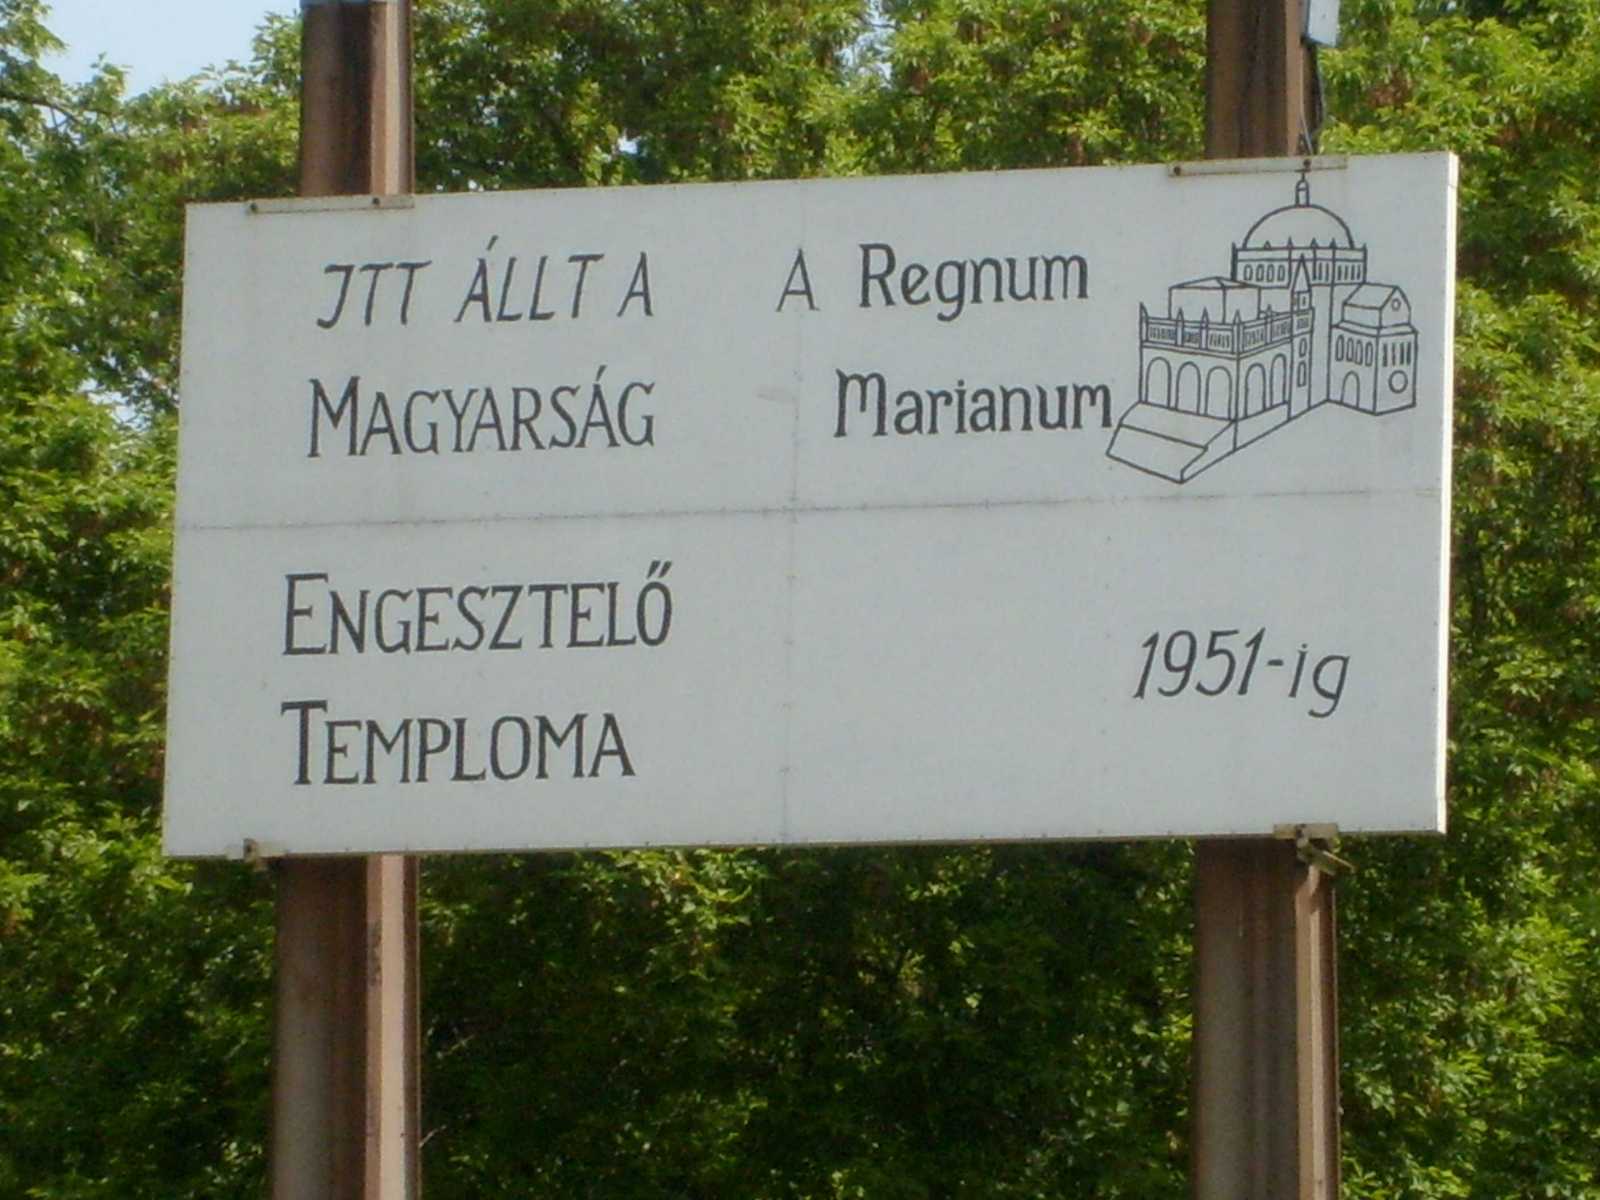 ITT ÁLLT A
MAGYARSÁG
ENGESZTELŐ
TEMPLOMA
A Regnum
Marianum
1951-ig